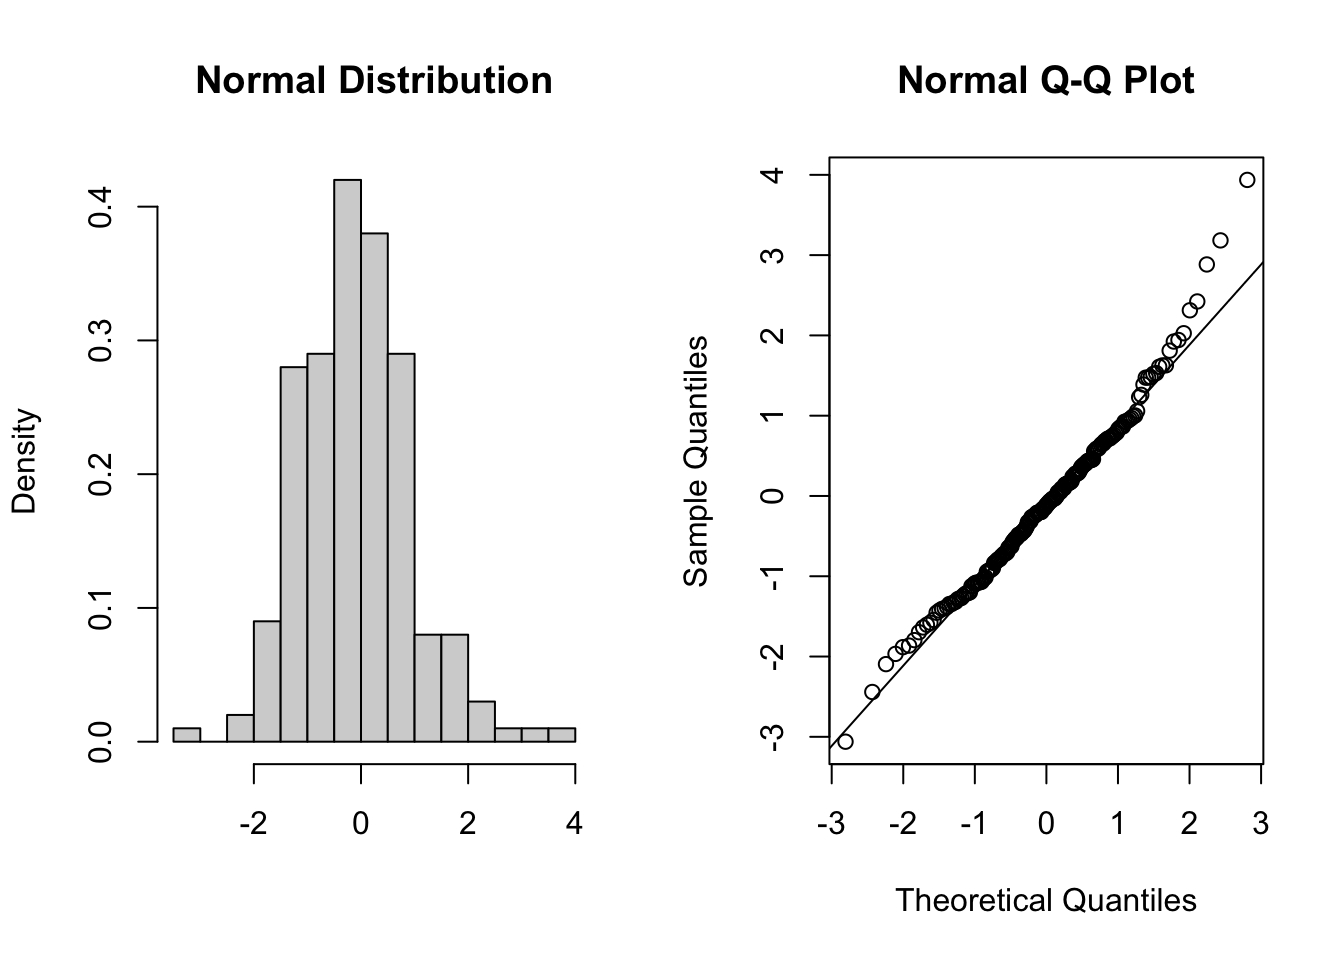 Normal Distribution
Density
0.0 0.1 0.2 0.3 0.4
-2 0 2 4
Normal Q-Q Plot
Sample Quantiles
-3 -2 -1 0 1 2 3 4
-3 -2 -1 0 1 2 3
Theoretical Quantiles